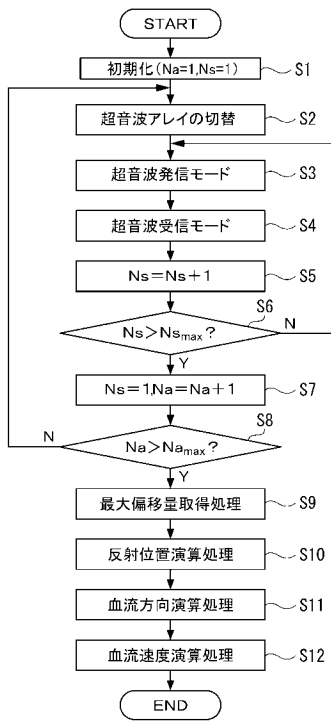 START
初期化(Na=1,Ns=1)
S1
超音波アレイの切替
S2
超音波発信モード
S3
超音波受信モード
S4
Ns=Ns+1
S5
Ns>Nsmax?
S6
N
Y
Ns=1,Na=Na+1
S7
Na>Namax?
S8
N
Y
最大偏移量取得処理
S9
反射位置演算処理
S10
血流方向演算処理
S11
血流速度演算処理
S12
END